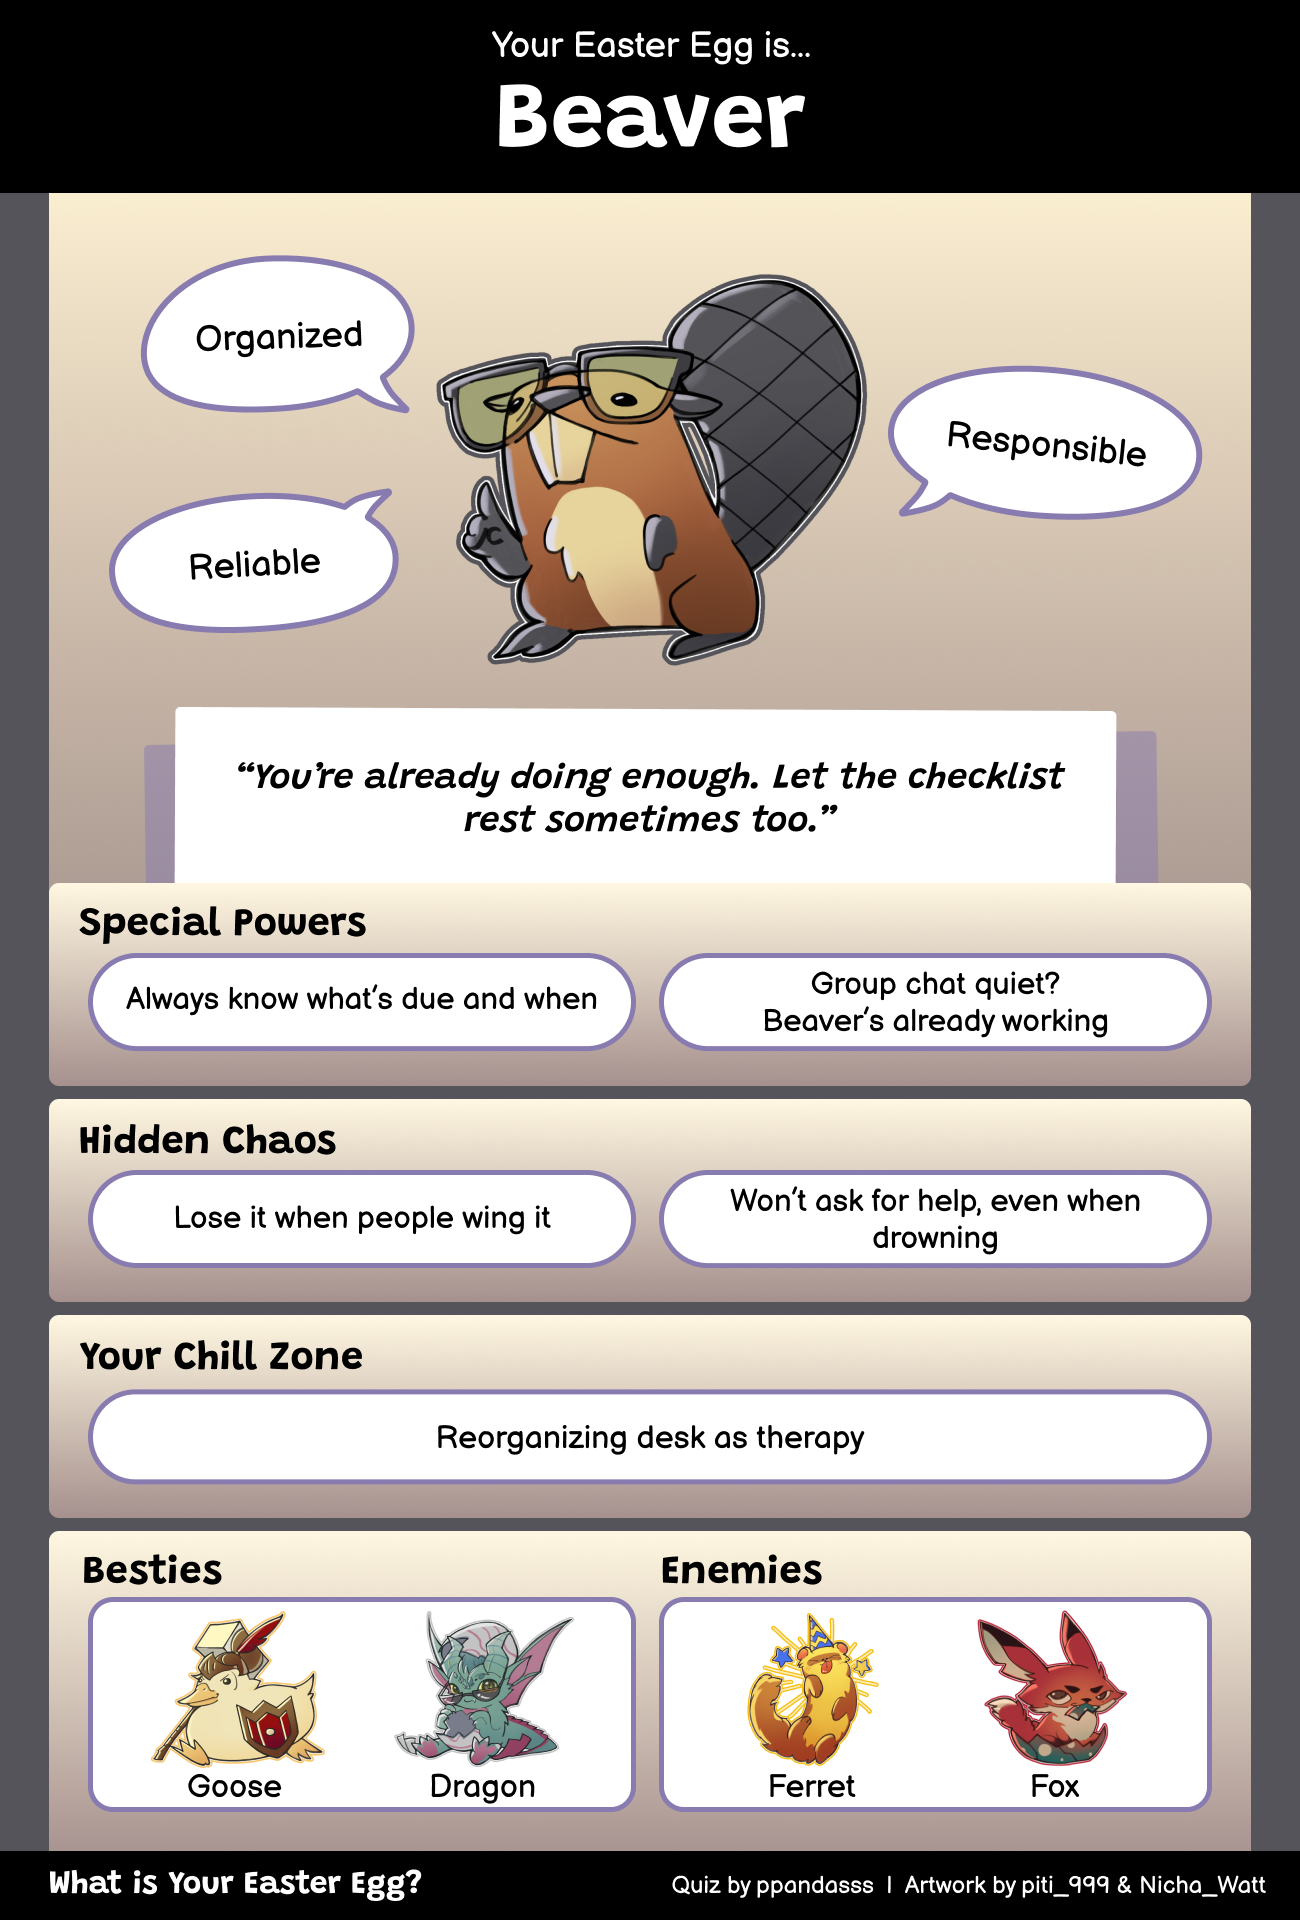 Your Easter Egg is...
Beaver
Organized
Responsible
Reliable
“You’re already doing enough. Let the checklist
rest sometimes too.”
Special Powers
Always know what’s due and when
Group chat quiet?
Beaver’s already working
Hidden Chaos
Lose it when people wing it
Won’t ask for help, even when
drowning
Your Chill Zone
Reorganizing desk as therapy
Besties
Enemies
Goose
Dragon
Ferret
Fox
What is Your Easter Egg?
Quiz by ppandasss | Artwork by piti_999 & Nicha_Watt